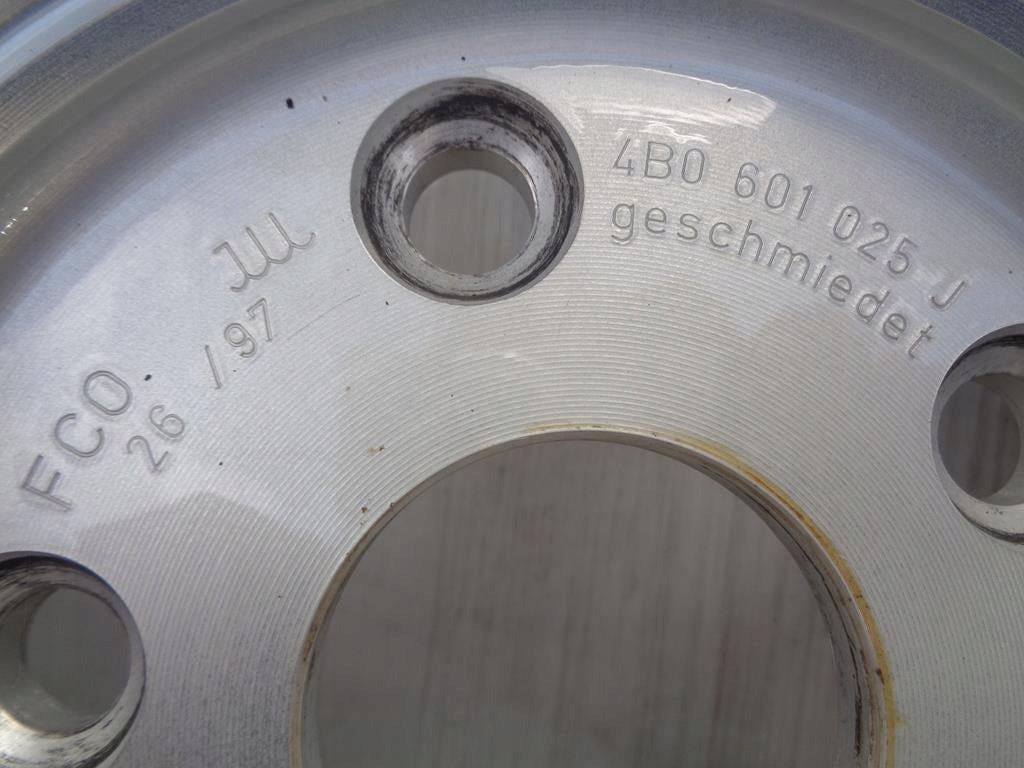 4B0 601 025 J
geschmiedet
FCO
26 /97